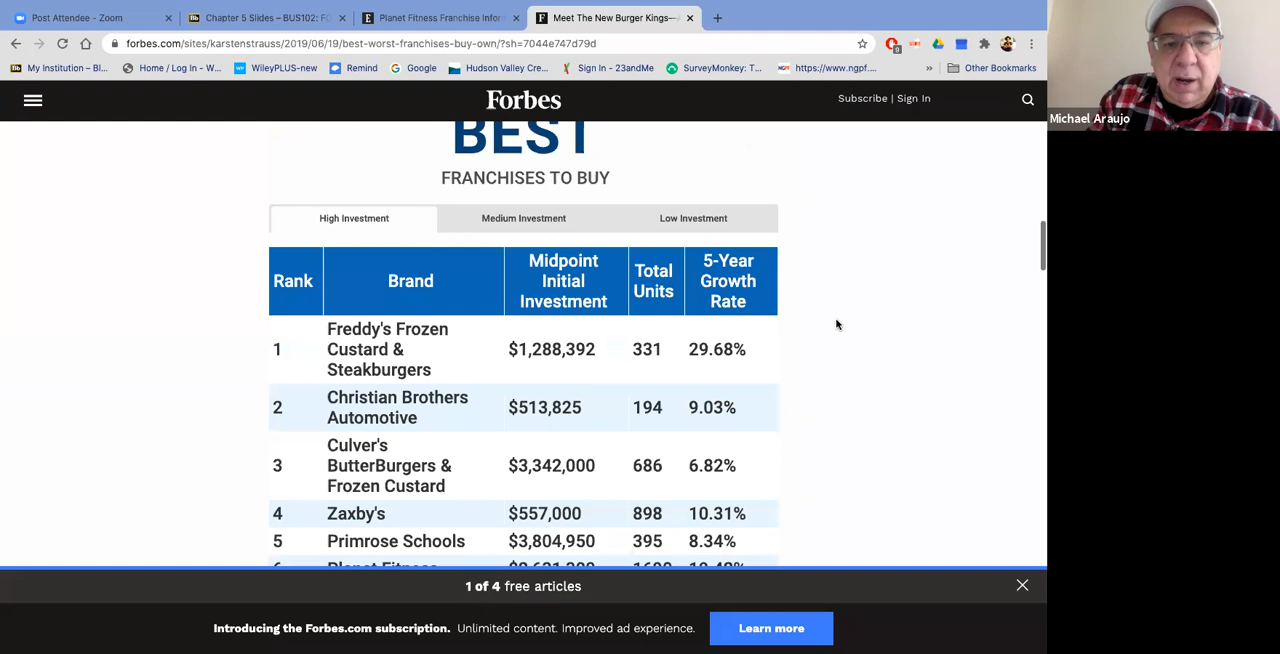 Post Attendee - Zoom
Chapter 5 Slides – BUS102: FO
Planet Fitness Franchise Infor
Meet The New Burger Kings—
forbes.com/sites/karstenstrauss/2019/06/19/best-worst-franchises-buy-own/?sh=7044e747d79d
9
My Institution – Bl...
Home / Log In - W...
WileyPLUS-new
Remind
Google
Hudson Valley Cre...
Sign In - 23andMe
SurveyMonkey: T...
https://www.ngpf....
Other Bookmarks
Forbes
Subscribe | Sign In
Michael Araujo
BEST
FRANCHISES TO BUY
High Investment Medium Investment Low Investment
Rank Brand Midpoint Initial Investment Total Units 5-Year Growth Rate
1 Freddy's Frozen Custard & Steakburgers $1,288,392 331 29.68%
2 Christian Brothers Automotive $513,825 194 9.03%
3 Culver's ButterBurgers & Frozen Custard $3,342,000 686 6.82%
4 Zaxby's $557,000 898 10.31%
5 Primrose Schools $3,804,950 395 8.34%
Planet Fitness
1 of 4 free articles
Introducing the Forbes.com subscription. Unlimited content. Improved ad experience.
Learn more